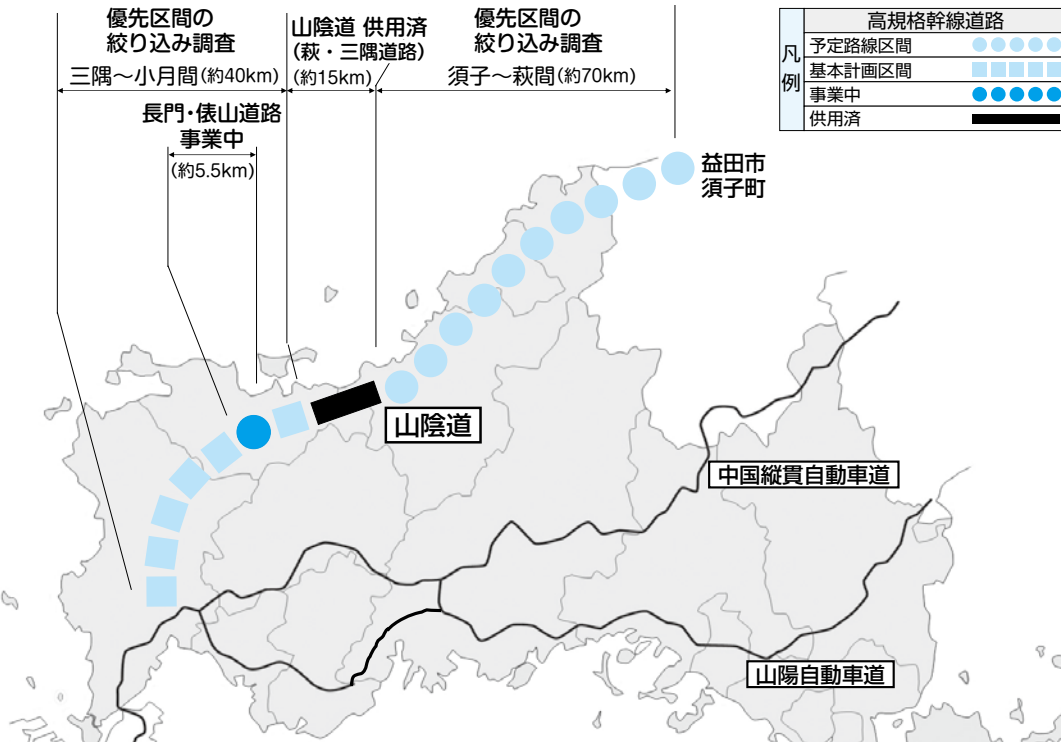 優先区間の
絞り込み調査
三隅～小月間(約40km)
山陰道 供用済
(萩・三隅道路)
(約15km)
優先区間の
絞り込み調査
須子～萩間(約70km)
長門・俵山道路
事業中
(約5.5km)
凡例
高規格幹線道路
予定路線区間
基本計画区間
事業中
供用済
益田市
須子町
山陰道
中国縦貫自動車道
山陽自動車道